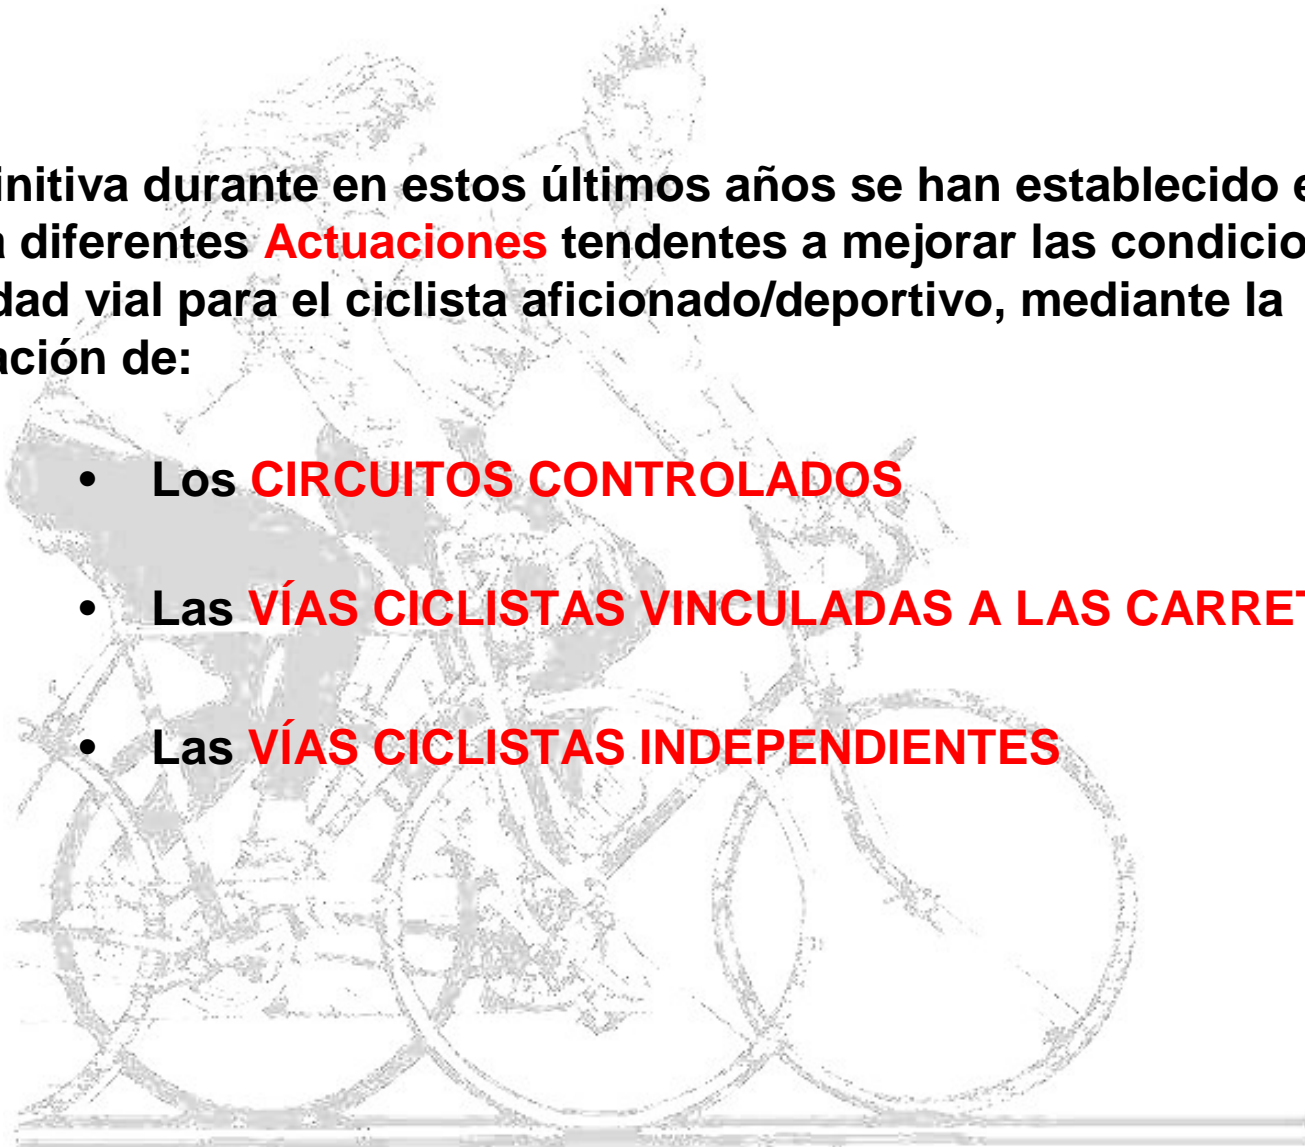 initiva durante en estos últimos años se han establecido e
a diferentes Actuaciones tendentes a mejorar las condicio
dad vial para el ciclista aficionado/deportivo, mediante la
ación de:
• Los CIRCUITOS CONTROLADOS
• Las VÍAS CICLISTAS VINCULADAS A LAS CARRET
• Las VÍAS CICLISTAS INDEPENDIENTES